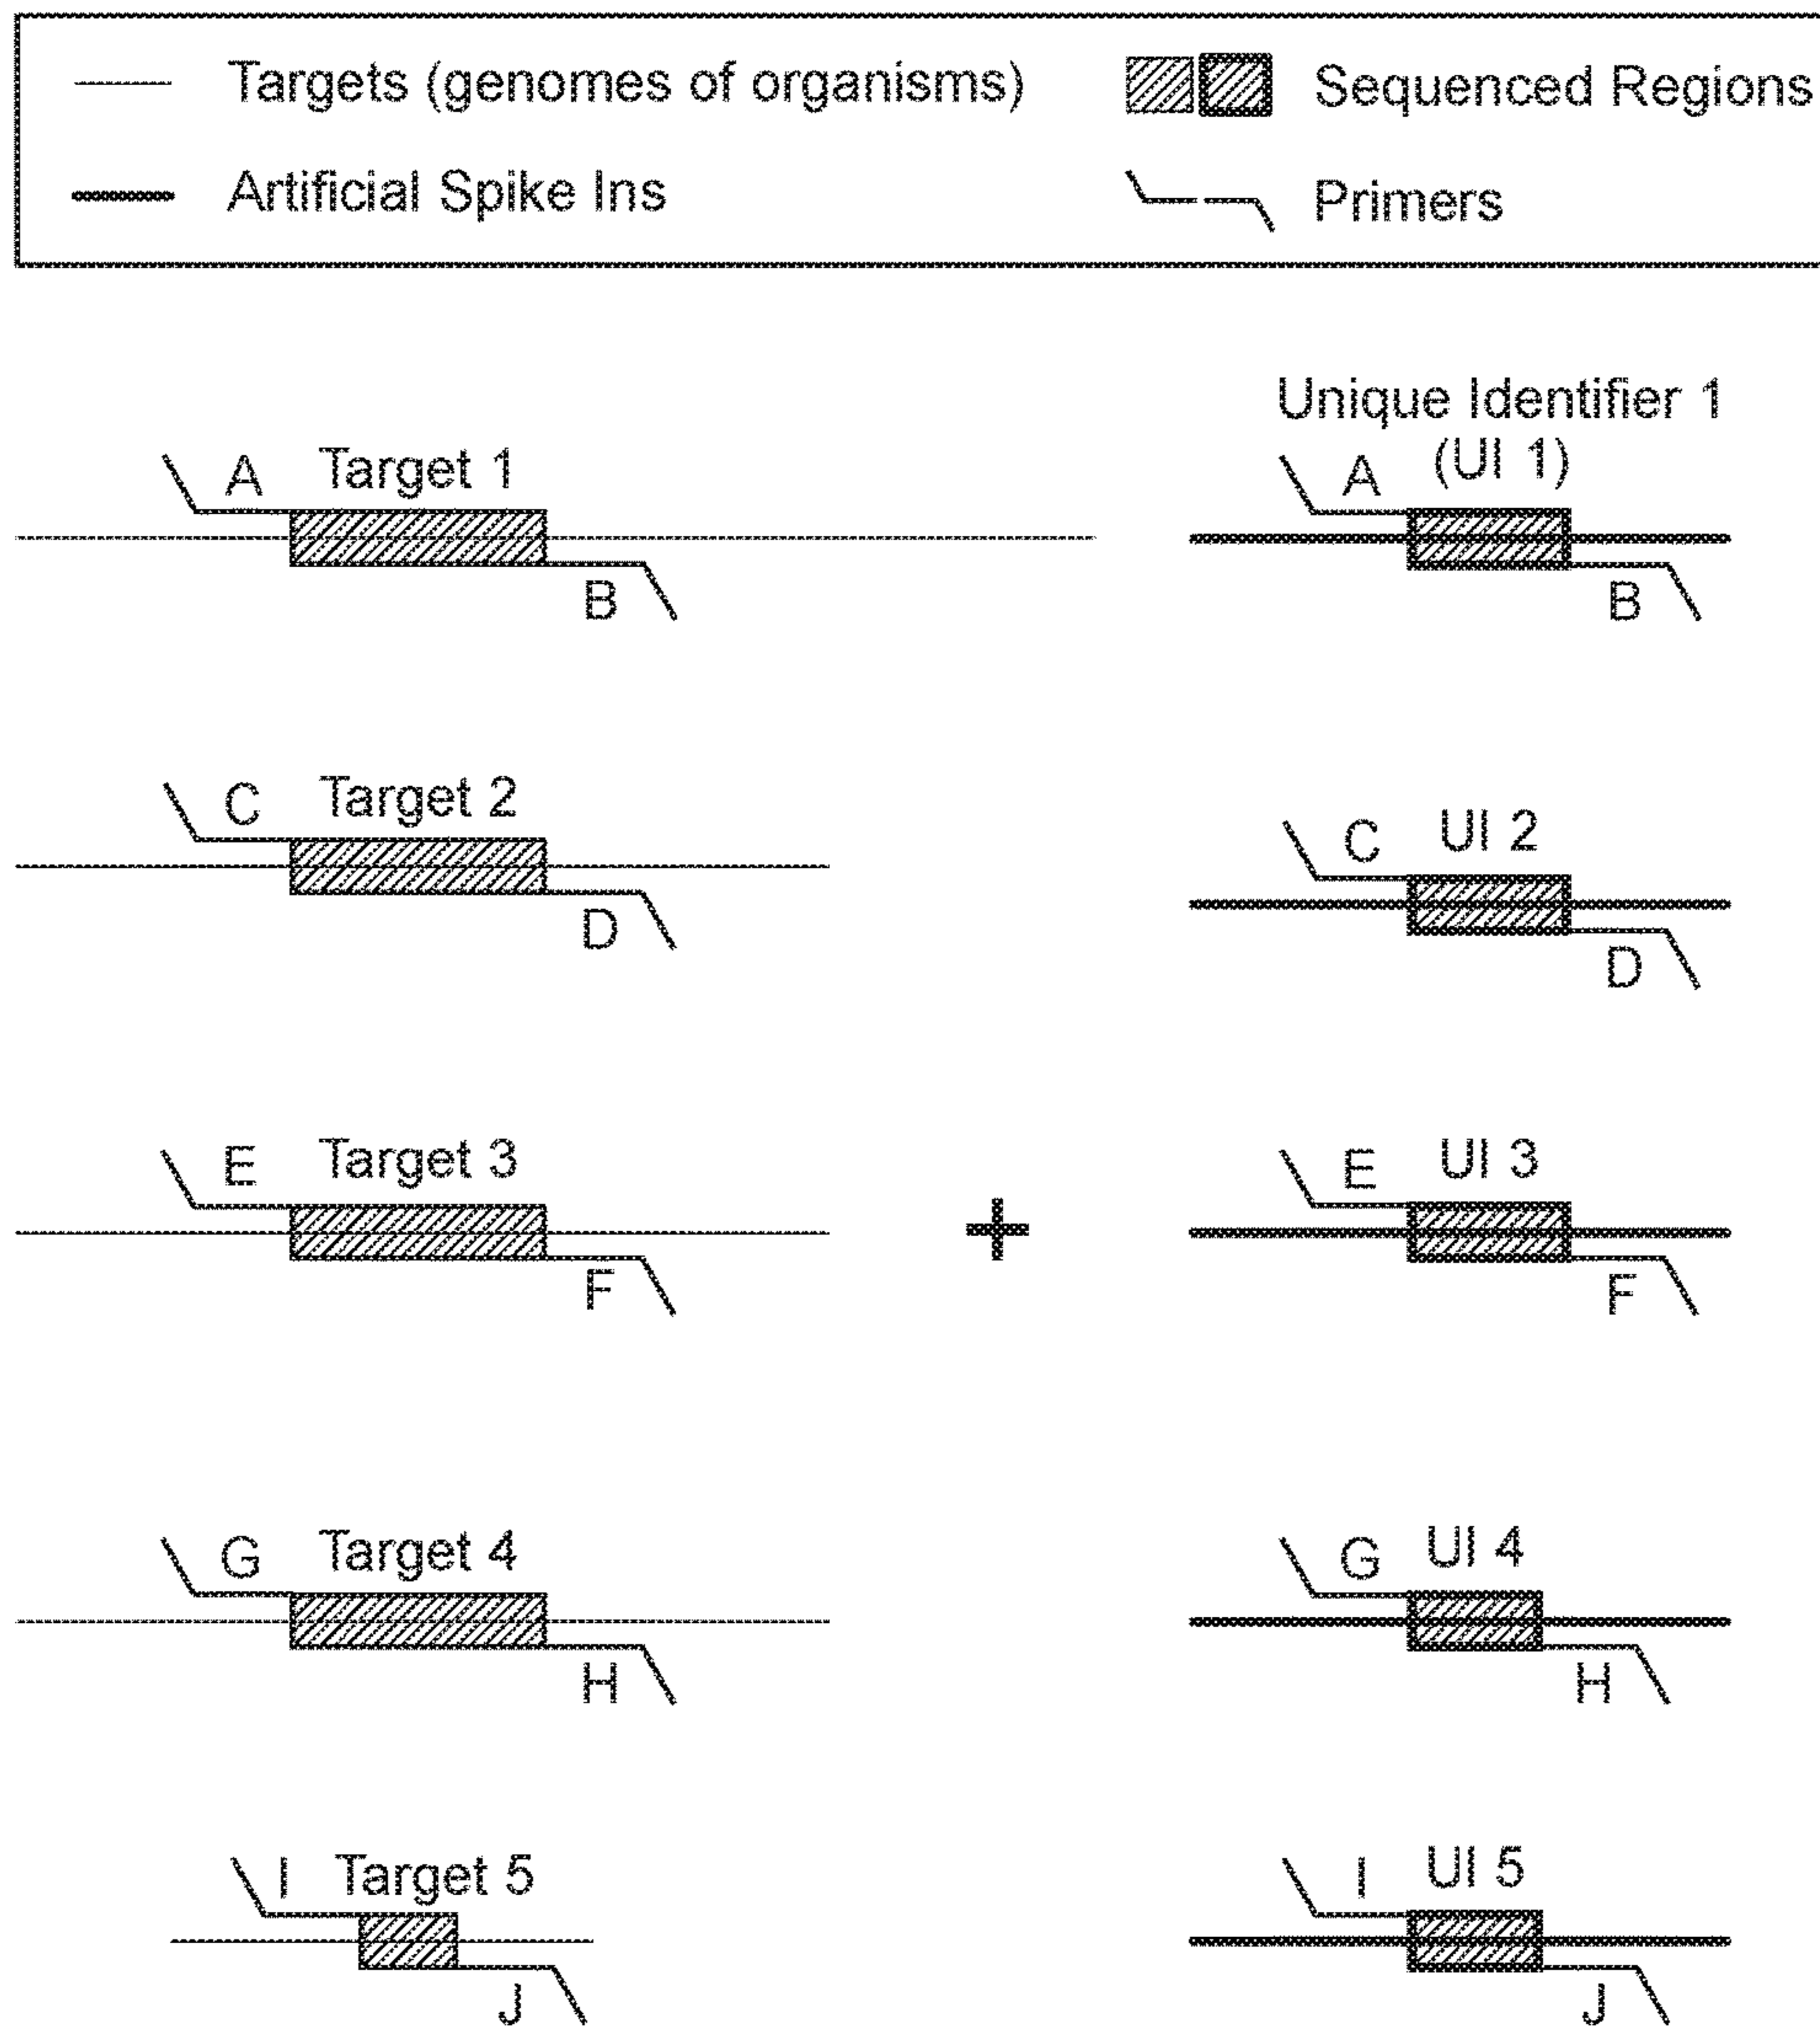 Targets (genomes of organisms)
Sequenced Regions
Artificial Spike Ins
Primers
Unique Identifier 1
(UI 1)
A Target 1
B
A
B
C Target 2
D
C UI 2
D
E Target 3
F
+
E UI 3
F
G Target 4
H
G UI 4
H
I Target 5
J
I UI 5
J